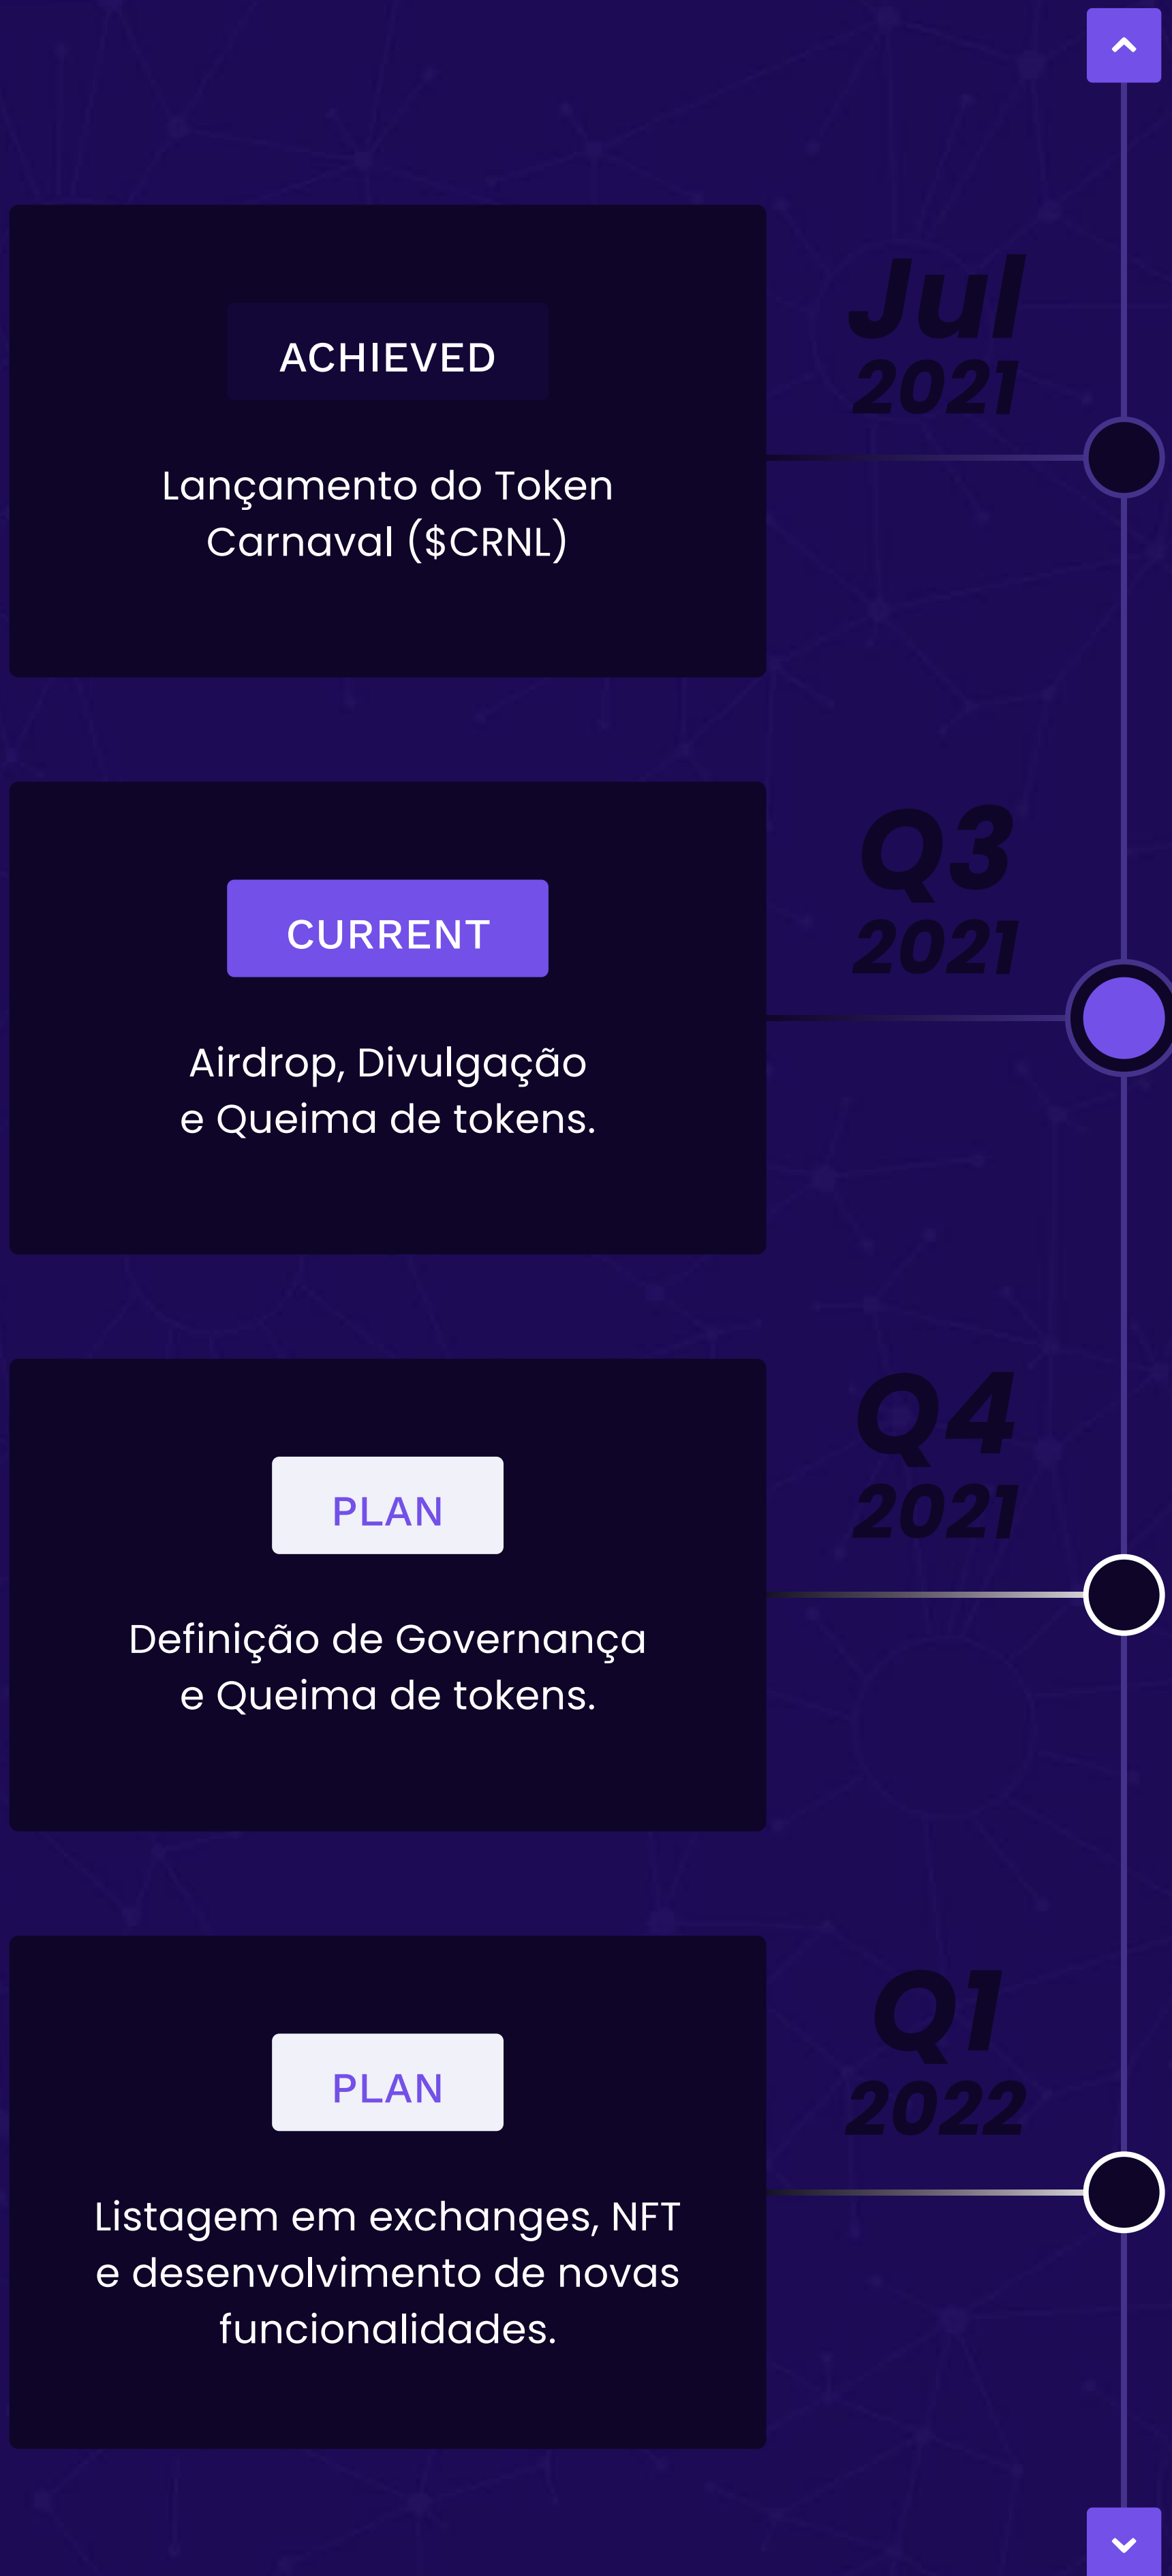 Jul
2021
ACHIEVED
Lançamento do Token
Carnaval ($CRNL)
Q3
2021
CURRENT
Airdrop, Divulgação
e Queima de tokens.
Q4
2021
PLAN
Definição de Governança
e Queima de tokens.
Q1
2022
PLAN
Listagem em exchanges, NFT
e desenvolvimento de novas
funcionalidades.